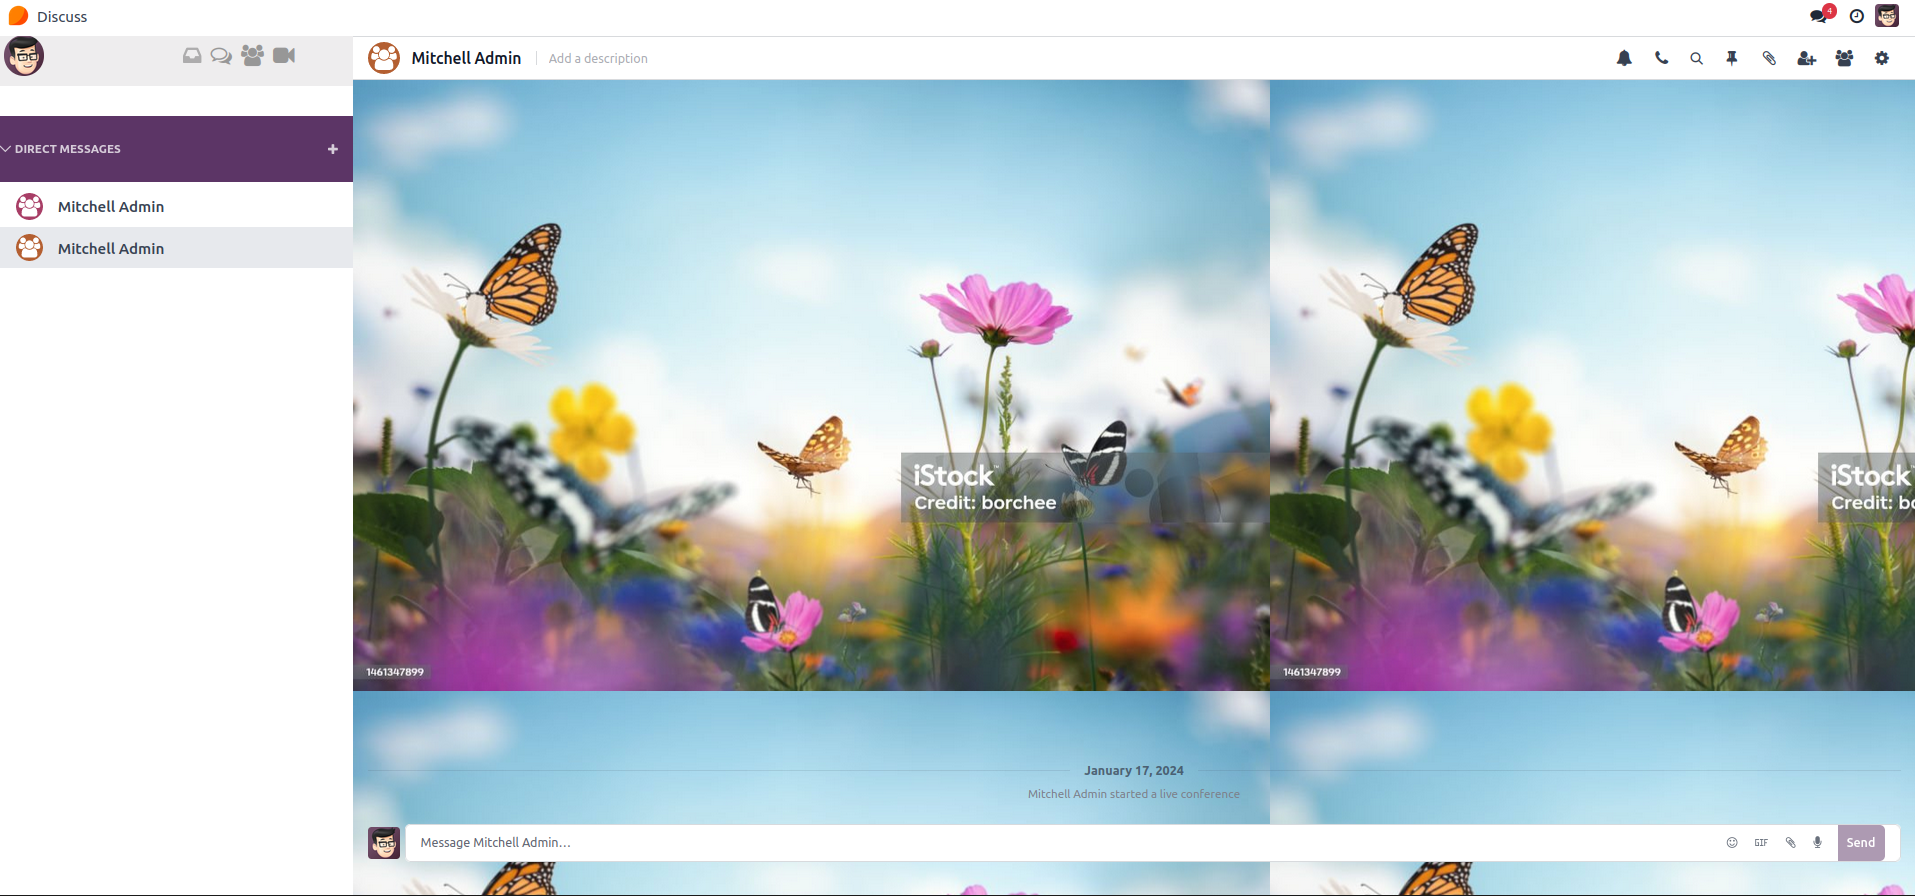 Discuss
4
Mitchell Admin
Add a description
DIRECT MESSAGES
Mitchell Admin
Mitchell Admin
iStock™
Credit: borchee
iStock
Credit: bo
1461347899
1461347899
January 17, 2024
Mitchell Admin started a live conference
Message Mitchell Admin...
GIF
Send